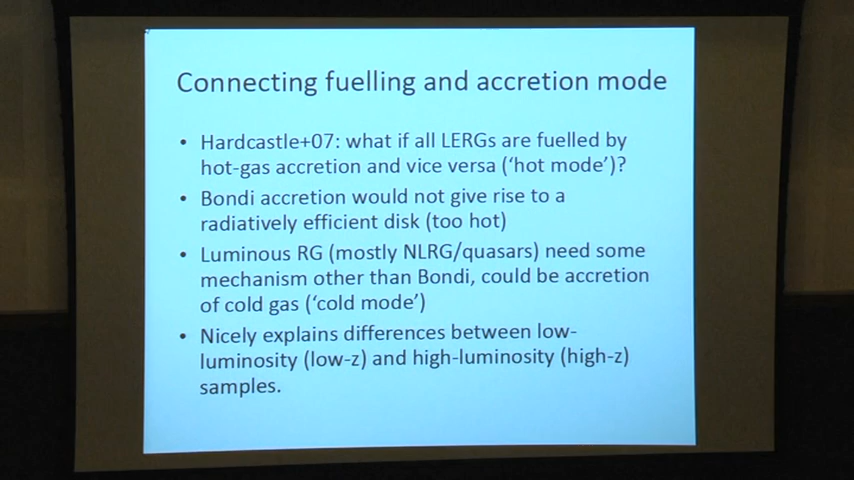 Connecting fuelling and accretion mode
• Hardcastle+07: what if all LERGs are fuelled by
hot-gas accretion and vice versa (‘hot mode’)?
• Bondi accretion would not give rise to a
radiatively efficient disk (too hot)
• Luminous RG (mostly NLRG/quasars) need some
mechanism other than Bondi, could be accretion
of cold gas (‘cold mode’)
• Nicely explains differences between low-
luminosity (low-z) and high-luminosity (high-z)
samples.